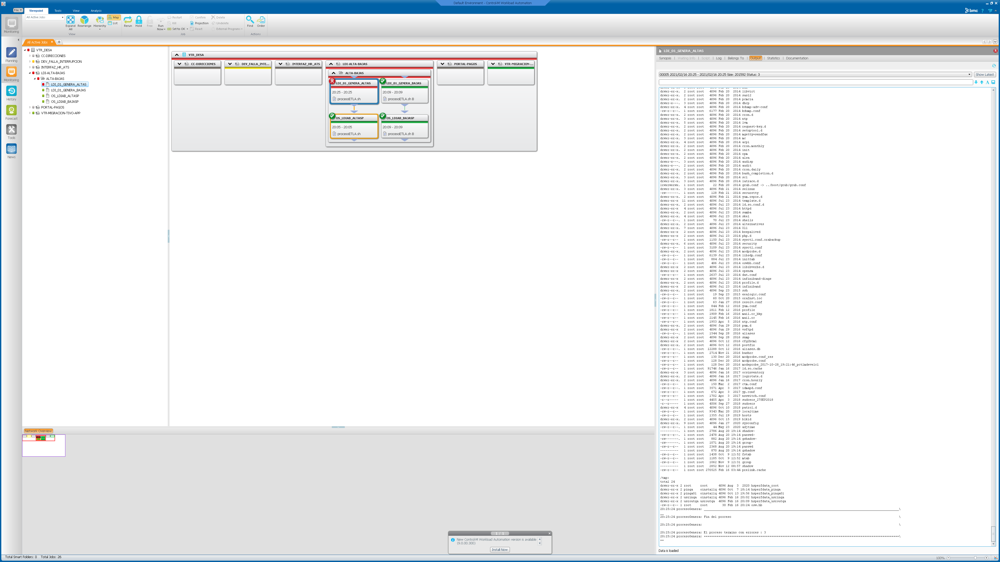 Default Environment - Control-M Workload Automation
File
Viewpoint
Tools
View
Analysis
bmc
Monitoring
All Active Jobs
Expand All
Rearrange
Hierarchy
Map
List
View
Rerun
Hold
Free
Run Now
Restart
Kill
Set to OK
Confirm
Projection
React
Delete
Undelete
External Programs
Job
Find
Order
Actions
All Active Jobs
Planning
Monitoring
History
Forecast
Tools
News
VTR_DESA
CC-DIRECCIONES
DEV_FALLA_INTERRUPCION
INTERFAZ_HR_ATS
LDI-ALTA-BAJAS
ALTA-BAJAS
LDI_01_GENERA_ALTAS
LDI_01_GENERA_BAJAS
OS_LDIAB_ALTASP
OS_LDIAB_BAJASP
PORTAL-PAGOS
VTR-MIGRACION-TIVO-APP
VTR_DESA
CC-DIRECCIONES
DEV_FALLA_INTE...
INTERFAZ_HR_ATS
LDI-ALTA-BAJAS
PORTAL-PAGOS
VTR-MIGRACION-...
ALTA-BAJAS
LDI_01_GENERA_ALTAS
20:25 - 20:25
procesoETLA.sh
LDI_01_GENERA_BAJAS
20:09 - 20:09
procesoETLA.sh B
OS_LDIAB_ALTASP
20:05 - 20:05
procesoETLA.sh
OS_LDIAB_BAJASP
20:09 - 20:09
procesoETLA.sh B
Network Overview
1 / 1
New Control-M Workload Automation version is available
(9.0.00.300)
Install Now
LDI_01_GENERA_ALTAS
Synopsis | Waiting Info | Script | Log | Belongs To | Output | Statistics | Documentation
00005 2021/02/16 20:25 - 2021/02/16 20:25 Size: 201592 Status: 3
Show Latest
drwxr-xr-x. 2 root root 4096 Feb 20 2014 libvirt
drwxr-xr-x. 2 root root 4096 Feb 20 2014 sasl2
drwxr-xr-x. 2 root root 4096 Feb 20 2014 pcmcia
drwxr-x---. 3 root root 4096 Feb 20 2014 dhcp
drwxr-xr-x. 4 root root 4096 Feb 20 2014 kdump-adv-conf
-rw-r--r--. 1 root root 6177 Feb 20 2014 kdump.conf
drwxr-xr-x. 2 root root 4096 Feb 20 2014 cron.d
drwxr-xr-x. 3 root root 4096 Feb 20 2014 ntp
drwxr-xr-x. 5 root root 4096 Feb 20 2014 lvm
drwxr-xr-x. 2 root root 4096 Feb 20 2014 request-key.d
drwxr-xr-x. 2 root root 4096 Feb 20 2014 setuptool.d
drwxr-xr-x. 2 root root 4096 Feb 20 2014 mgetty+sendfax
drwxr-xr-x. 3 root root 4096 Feb 20 2014 mc
drwxr-xr-x. 4 root root 4096 Feb 20 2014 acpi
drwxr-xr-x. 2 root root 4096 Feb 20 2014 cron.monthly
drwxr-xr-x. 2 root root 4096 Feb 20 2014 init
drwxr-xr-x. 2 root root 4096 Feb 20 2014 rpm
drwxr-xr-x. 2 root root 4096 Feb 20 2014 alsa
drwxr-x---. 3 root root 4096 Feb 20 2014 audisp
drwxr-x---. 2 root root 4096 Feb 20 2014 audit
drwxr-xr-x. 2 root root 4096 Feb 20 2014 cron.daily
drwxr-xr-x. 2 root root 4096 Feb 20 2014 bash_completion.d
drwxr-xr-x. 3 root root 4096 Feb 20 2014 scl
drwxr-xr-x. 3 root root 4096 Feb 20 2014 latrace.d
lrwxrwxrwx. 1 root root 22 Feb 20 2014 grub.conf -> ../boot/grub/grub.conf
drwxr-xr-x. 3 root root 4096 Feb 21 2014 selinux
-rw-------. 1 root root 128 Feb 21 2014 securetty
drwxr-xr-x. 2 root root 4096 Feb 21 2014 yum.repos.d
drwxr-xr-x 11 root root 4096 Jul 23 2014 template.d
drwxr-xr-x. 2 root root 4096 Jul 23 2014 ld.so.conf.d
drwxr-xr-x 4 root root 4096 Jul 23 2014 httpd
drwxr-xr-x. 2 root root 4096 Jul 23 2014 samba
drwxr-xr-x. 4 root root 4096 Jul 23 2014 skel
-rw-r--r--. 1 root root 70 Jul 23 2014 shells
drwxr-xr-x. 2 root root 4096 Jul 23 2014 alternatives
drwxr-xr-x. 7 root root 4096 Jul 23 2014 X11
drwxr-xr-x 2 root root 4096 Jul 23 2014 keepalived
drwxr-xr-x 2 root root 4096 Jul 23 2014 php.d
-rw-r--r-- 1 root root 1150 Jul 23 2014 sysctl.conf.orabackup
drwxr-xr-x. 6 root root 4096 Jul 23 2014 security
-rw-r--r-- 1 root root 3109 Jul 23 2014 sysctl.conf
drwxr-xr-x. 2 root root 4096 Jul 23 2014 modprobe.d
-rw-r--r-- 1 root root 6139 Jul 23 2014 libsdp.conf
-rw-r--r-- 1 root root 884 Jul 23 2014 inittab
-rw-r--r-- 1 root root 406 Jul 23 2014 oswbb.conf
drwxr-xr-x 2 root root 4096 Jul 23 2014 libibverbs.d
drwxr-xr-x 2 root root 4096 Jul 23 2014 opensm
-rw-r--r-- 1 root root 2637 Jul 23 2014 dat.conf
drwxr-xr-x 2 root root 4096 Jul 23 2014 infiniband-diags
drwxr-xr-x. 2 root root 4096 Jul 23 2014 profile.d
drwxr-xr-x 2 root root 4096 Jul 23 2014 infiniband
drwxr-xr-x. 2 root root 4096 Sep 23 2015 ssh
-rw-r--r-- 1 root root 19 Sep 23 2015 exalogic.conf
-rw-r--r-- 1 root root 60 Oct 20 2015 oraInst.loc
-rw-r--r-- 1 root root 63 Jan 27 2016 resolv.conf
-rw-r--r-- 1 root root 844 Feb 12 2016 yum.conf
-rw-r--r-- 1 root root 1811 Feb 12 2016 profile
-rw-r--r-- 1 root root 1909 Feb 16 2016 mail.rc_bkp
-rw-r--r-- 1 root root 2145 Feb 16 2016 mail.rc
-rw-r--r-- 1 root root 1953 Apr 5 2016 ntp.conf
drwxr-xr-x. 2 root root 4096 Jun 29 2016 pam.d
drwxr-xr-x 2 root root 4096 Jun 29 2016 vsftpd
-rw-r--r--. 1 root root 1544 Sep 28 2016 aliases
drwxr-xr-x. 2 root root 4096 Sep 28 2016 snmp
drwxr-xr-x 2 root root 4096 Oct 12 2016 cfg2html
drwxr-xr-x. 2 root root 4096 Oct 12 2016 postfix
-rw-r--r--. 1 root root 12288 Oct 12 2016 aliases.db
-rw-r--r--. 1 root root 2714 Nov 21 2016 bashrc
-rw-r--r-- 1 root root 130 Dec 20 2016 modprobe.conf_res
-rw-r--r-- 1 root root 128 Dec 20 2016 modprobe.conf
-rw-r--r-- 1 root root 128 Dec 20 2016 modeprobe_2017-10-28_19:21:46_pctlmdevelcl
-rw-r--r-- 1 root root 91746 Jan 16 2017 ld.so.cache
drwxr-xr-x 3 root root 4096 Jan 16 2017 ocsinventory
drwxr-xr-x. 2 root root 4096 Jan 16 2017 logrotate.d
drwxr-xr-x. 2 root root 4096 Jan 16 2017 cron.hourly
-rw-r--r-- 1 root root 150 Mar 2 2017 ctm.conf
-rw-r--r--. 1 root root 3571 Apr 3 2017 idmapd.conf
-rw-r--r-- 1 root root 672 Apr 3 2017 yp.conf
-rw-r--r-- 1 root root 1702 Apr 3 2017 nsswitch.conf
-r--r----- 1 root root 4455 Apr 3 2018 sudoers_27SEP2018
-r--r----- 1 root root 4506 Sep 27 2018 sudoers
drwxr-xr-x 4 root root 4096 Oct 10 2018 patrol.d
-rw-r--r-- 1 root root 9343 Mar 20 2019 localtime
-rw-r--r-- 1 root root 1355 Jul 19 2019 hosts
drwxr-xr-x. 2 root root 4096 Oct 15 2019 blkid
drwxr-xr-x. 9 root root 4096 Jan 27 2020 sysconfig
-rw-r--r--. 1 root root 44 May 23 2020 adjtime
----------. 1 root root 2786 Aug 20 19:14 shadow-
-rw-r--r--. 1 root root 2478 Aug 20 19:14 passwd-
-rw-------. 1 root root 882 Aug 20 19:14 gshadow-
-rw-------. 1 root root 1071 Aug 20 19:14 group-
-rw-r--r-- 1 root root 2368 Aug 20 19:14 passwd
---------- 1 root root 870 Aug 20 19:14 gshadow
-rw-r--r-- 1 root root 1438 Oct 9 12:52 fstab
-rw-r--r-- 1 root root 1185 Oct 9 12:52 mtab
-rw-r--r-- 1 root root 1062 Nov 9 12:31 group
---------- 1 root root 2852 Nov 12 08:57 shadow
-rw-r--r-- 1 root root 270525 Feb 16 03:44 prelink.cache
/tmp:
total 24
drwxr-xr-x 2 root root 4096 Aug 3 2020 hsperfdata_root
drwxr-xr-x 2 pinqa oinstallq 4096 Oct 7 18:14 hsperfdata_pinqa
drwxr-xr-x 2 pinqa01 oinstallq 4096 Oct 13 19:56 hsperfdata_pinqa01
drwxr-xr-x 2 usrinqa oinstallq 4096 Feb 16 20:02 hsperfdata_usrinqa
drwxr-xr-x 2 usroutqa usroutqa 4096 Feb 16 20:09 hsperfdata_usroutqa
-rw-r--r-- 1 root root 30 Feb 16 20:24 osw.hb
20:25:24 procesoGenera: \
__
20:25:24 procesoGenera: Fin del proceso \
20:25:24 procesoGenera: \
20:25:24 procesoGenera: El proceso termino con errores : 3
20:25:24 procesoGenera: ==========\
==
Data is loaded
Total Smart Folders: 0 Total Jobs: 26
100%